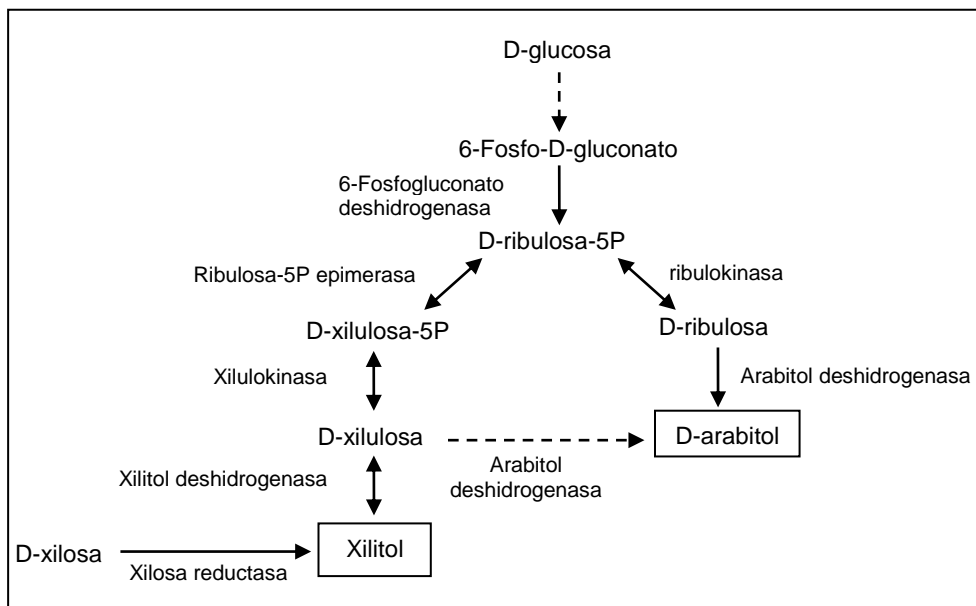 D-glucosa
6-Fosfo-D-gluconato
6-Fosfogluconato
deshidrogenasa
D-ribulosa-5P
Ribulosa-5P epimerasa
ribulokinasa
D-xilulosa-5P
D-ribulosa
Xilulokinasa
Arabitol deshidrogenasa
D-xilulosa
D-arabitol
Arabitol
deshidrogenasa
Xilitol deshidrogenasa
Xilitol
D-xilosa
Xilosa reductasa